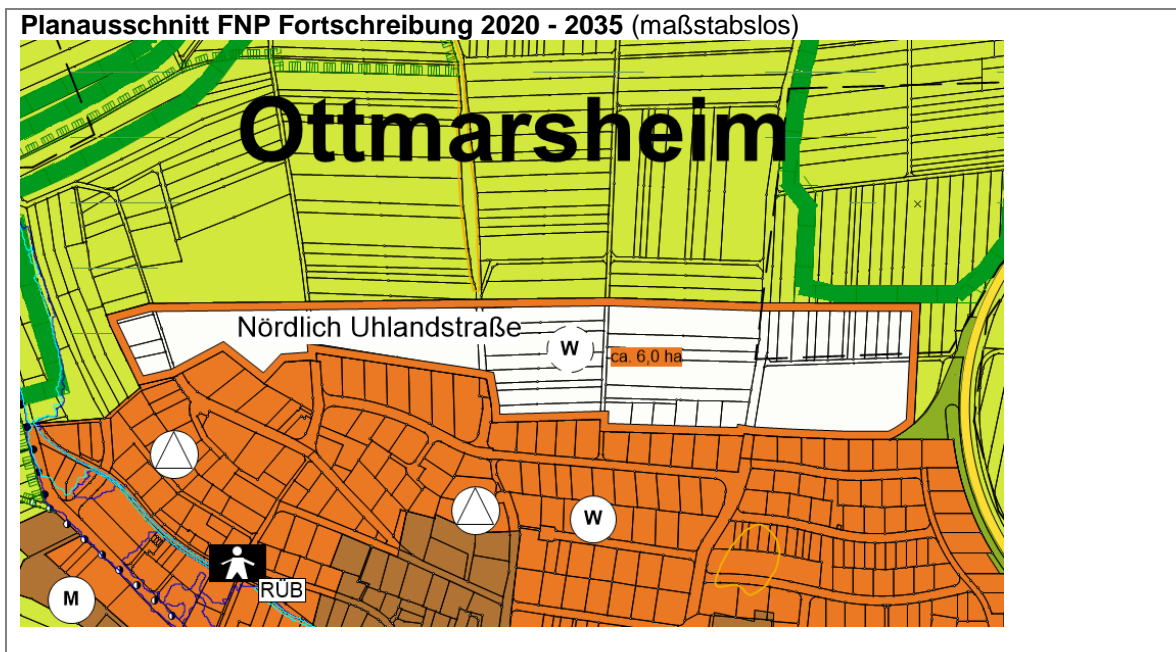 Planausschnitt FNP Fortschreibung 2020 - 2035 (maßstabslos)
Ottmarsheim
Nördlich Uhlandstraße
W
ca. 6,0 ha
W
RÜB
M